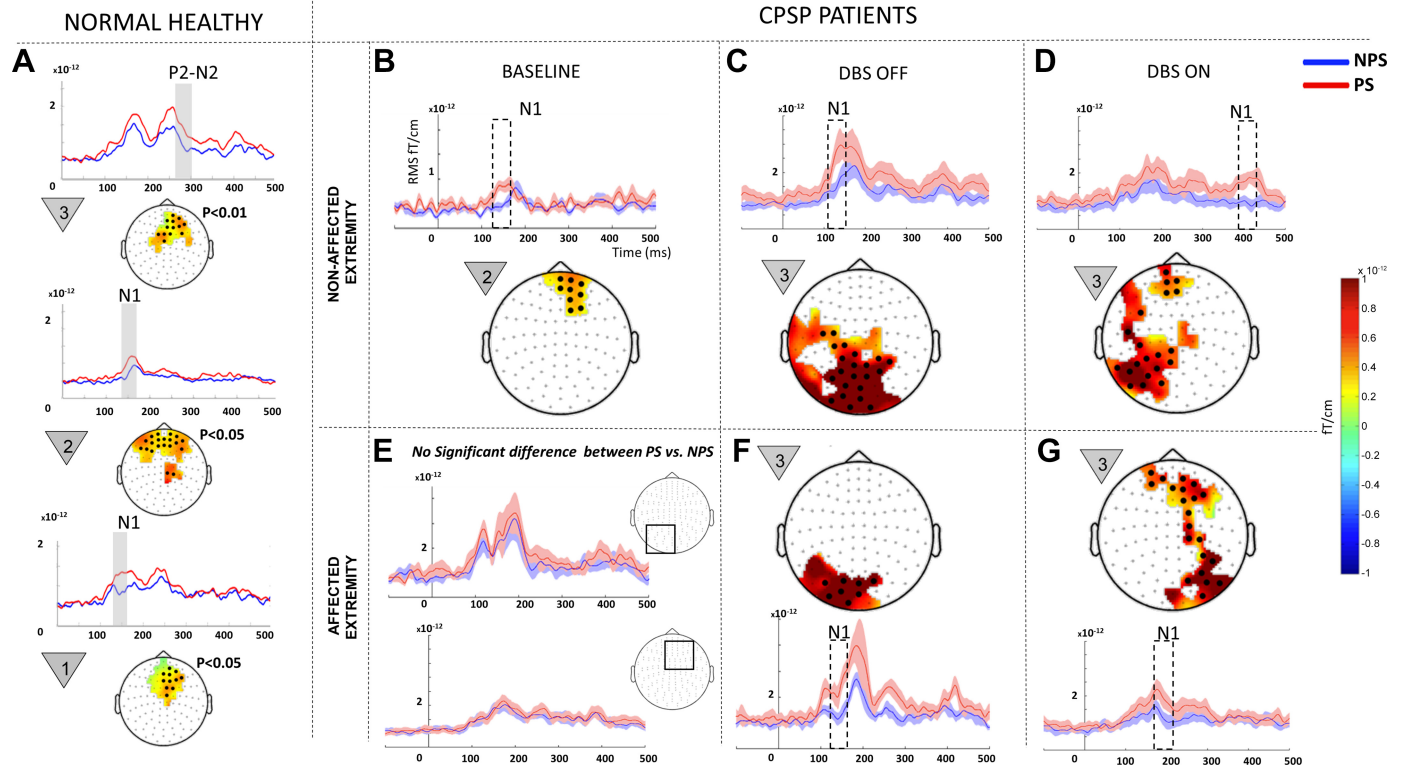 NORMAL HEALTHY
CPSP PATIENTS
A
x10⁻¹²
P2-N2
2
0 100 200 300 400 500
3
P<0.01
x10⁻¹²
N1
2
0 100 200 300 400 500
2
P<0.05
x10⁻¹²
N1
2
0 100 200 300 400 500
1
P<0.05
NON-AFFECTED
EXTREMITY
B
BASELINE
x10⁻¹²
N1
RMS fT/cm
1
0 100 200 300 400 500
Time (ms)
2
C
DBS OFF
x10⁻¹²
N1
2
0 100 200 300 400 500
3
D
DBS ON
x10⁻¹²
N1
2
0 100 200 300 400 500
3
NPS
PS
x 10⁻¹²
1
0.8
0.6
0.4
0.2
0
-0.2
-0.4
-0.6
-0.8
-1
fT/cm
AFFECTED
EXTREMITY
E
No Significant difference between PS vs. NPS
x10⁻¹²
2
0 100 200 300 400 500
x10⁻¹²
2
0 100 200 300 400 500
F
3
x10⁻¹²
N1
2
0 100 200 300 400 500
G
3
x10⁻¹²
N1
2
0 100 200 300 400 500